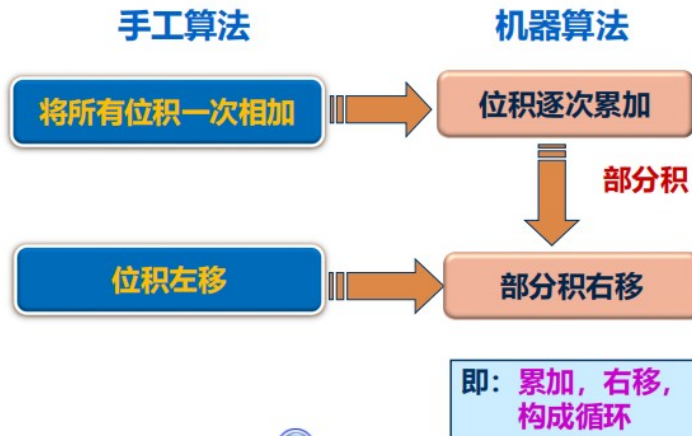 手工算法
机器算法
将所有位积一次相加
位积逐次累加
部分积
位积左移
部分积右移
即：累加，右移，
构成循环